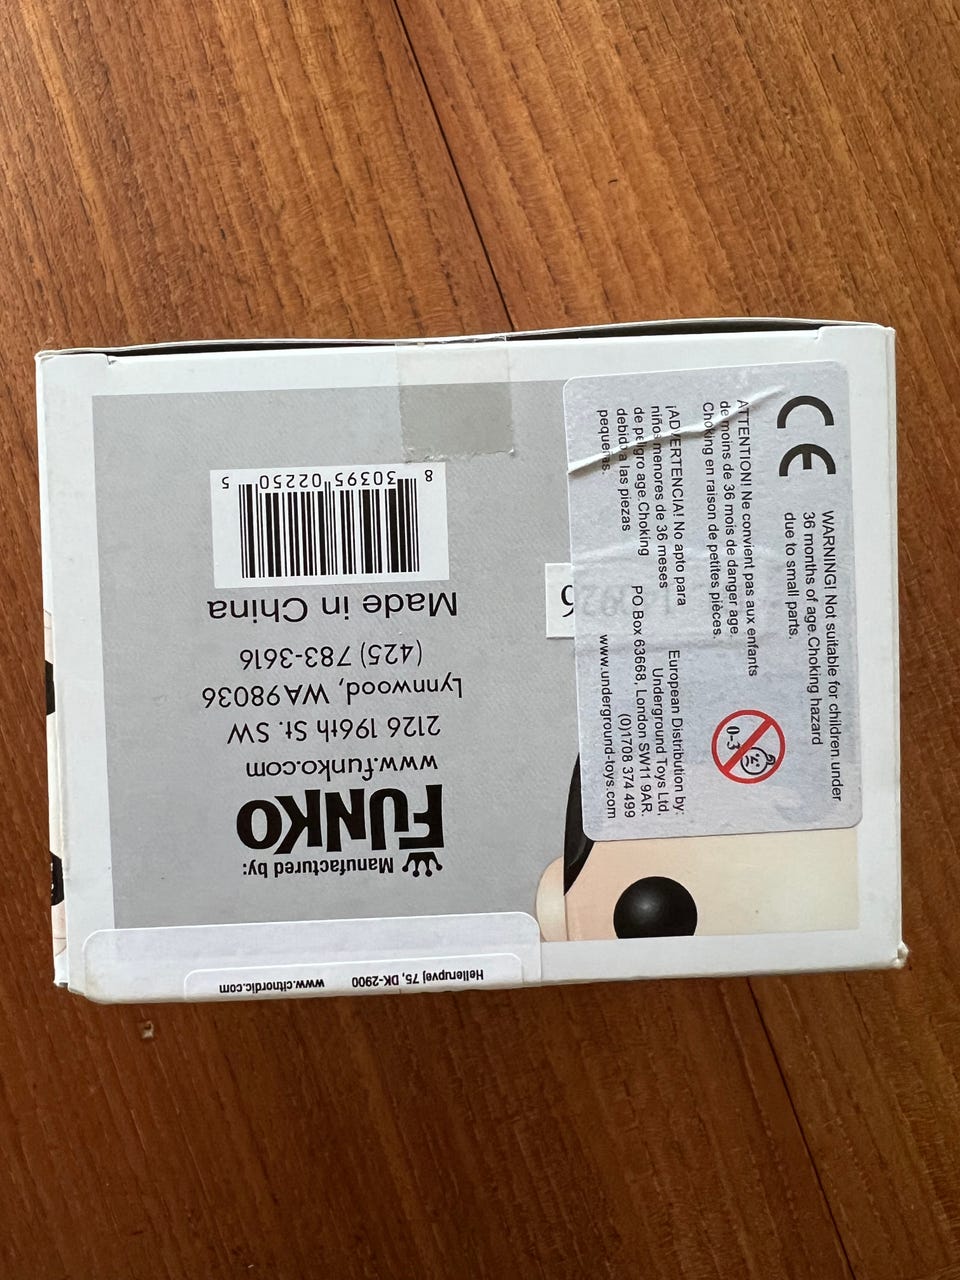 Manufactured by:
FUNKO
www.funko.com
2126 196th St. SW
Lynnwood, WA 98036
(425) 783-3616
Made in China
8 30395 02250 5
CE
WARNING! Not suitable for children under
36 months of age. Choking hazard
due to small parts.
ATTENTION! Ne convient pas aux enfants
de moins de 36 mois de danger age.
Choking en raison de petites pièces.
¡ADVERTENCIA! No apto para
niños menores de 36 meses
de peligro age. Choking
debido a las piezas
pequeñas.
0-3
European Distribution by:
Underground Toys Ltd,
PO Box 63668, London SW11 9AR.
(0)1708 374 499
www.underground-toys.com
Hellerupvej 75, DK-2900
www.citnordic.com